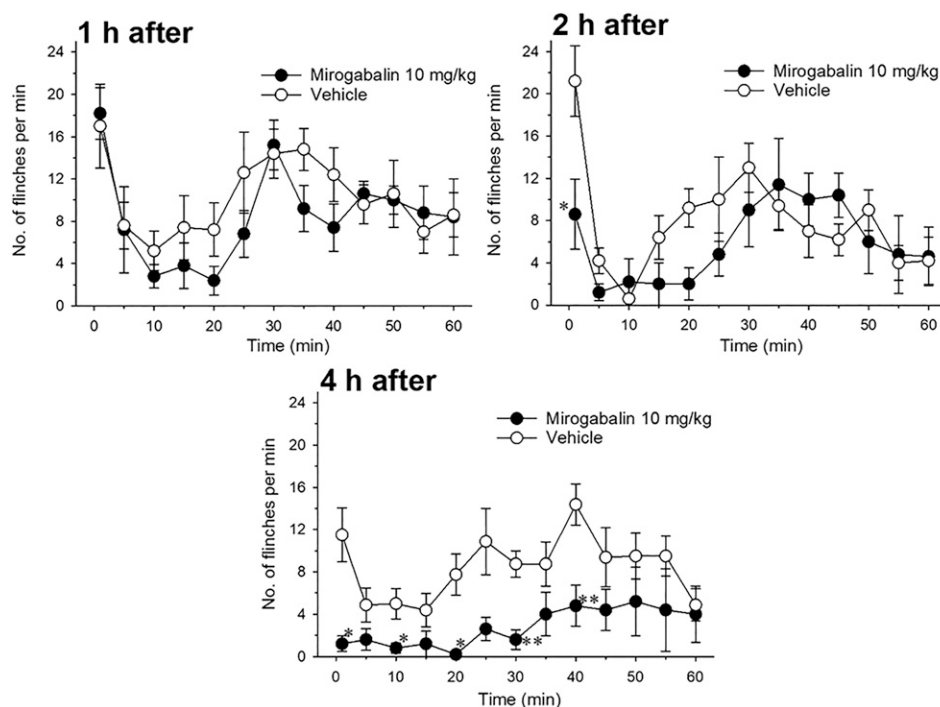 1 h after
24
20
16
12
8
4
0
No. of flinches per min
Mirogabalin 10 mg/kg
Vehicle
0 10 20 30 40 50 60
Time (min)
2 h after
24
20
16
12
8
4
0
No. of flinches per min
Mirogabalin 10 mg/kg
Vehicle
*
0 10 20 30 40 50 60
Time (min)
4 h after
24
20
16
12
8
4
0
No. of flinches per min
Mirogabalin 10 mg/kg
Vehicle
* * * ** **
0 10 20 30 40 50 60
Time (min)